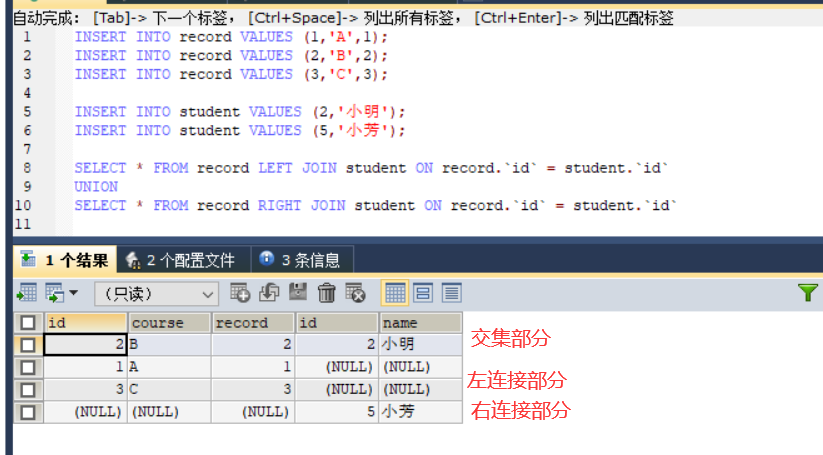 自动完成： [Tab]-> 下一个标签， [Ctrl+Space]-> 列出所有标签， [Ctrl+Enter]-> 列出匹配标签
1 INSERT INTO record VALUES (1,'A',1);
2 INSERT INTO record VALUES (2,'B',2);
3 INSERT INTO record VALUES (3,'C',3);
4
5 INSERT INTO student VALUES (2,'小明');
6 INSERT INTO student VALUES (5,'小芳');
7
8 SELECT * FROM record LEFT JOIN student ON record.`id` = student.`id`
9 UNION
10 SELECT * FROM record RIGHT JOIN student ON record.`id` = student.`id`
11
1 个结果 2 个配置文件 3 条信息
（只读）
id course record id name
2 B 2 2 小明 交集部分
1 A 1 (NULL) (NULL)
左连接部分
3 C 3 (NULL) (NULL)
(NULL) (NULL) (NULL) 5 小芳 右连接部分